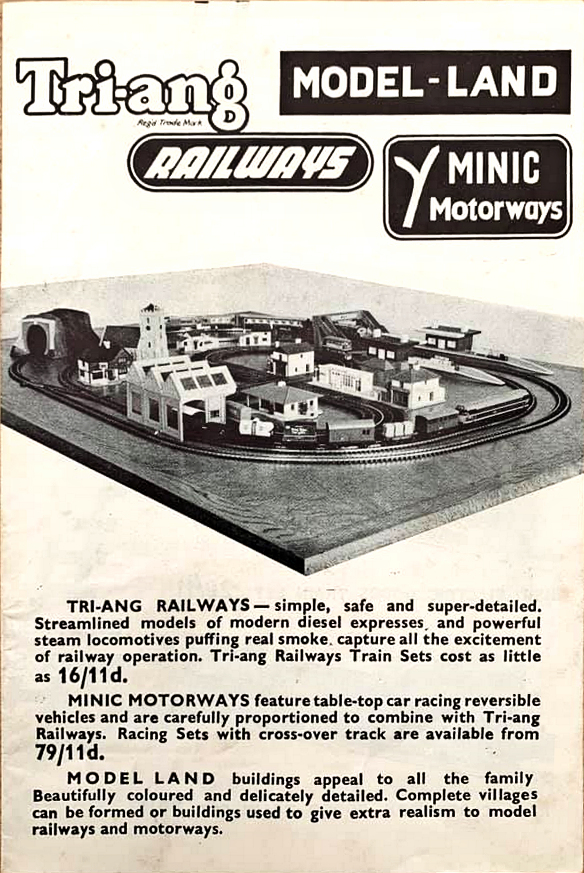 Tri-ang
Reg'd Trade Mark
MODEL-LAND
RAILWAYS
MINIC
Motorways
TRI-ANG RAILWAYS — simple, safe and super-detailed.
Streamlined models of modern diesel expresses, and powerful
steam locomotives puffing real smoke. capture all the excitement
of railway operation. Tri-ang Railways Train Sets cost as little
as 16/11d.
MINIC MOTORWAYS feature table-top car racing reversible
vehicles and are carefully proportioned to combine with Tri-ang
Railways. Racing Sets with cross-over track are available from
79/11d.
MODEL LAND buildings appeal to all the family
Beautifully coloured and delicately detailed. Complete villages
can be formed or buildings used to give extra realism to model
railways and motorways.